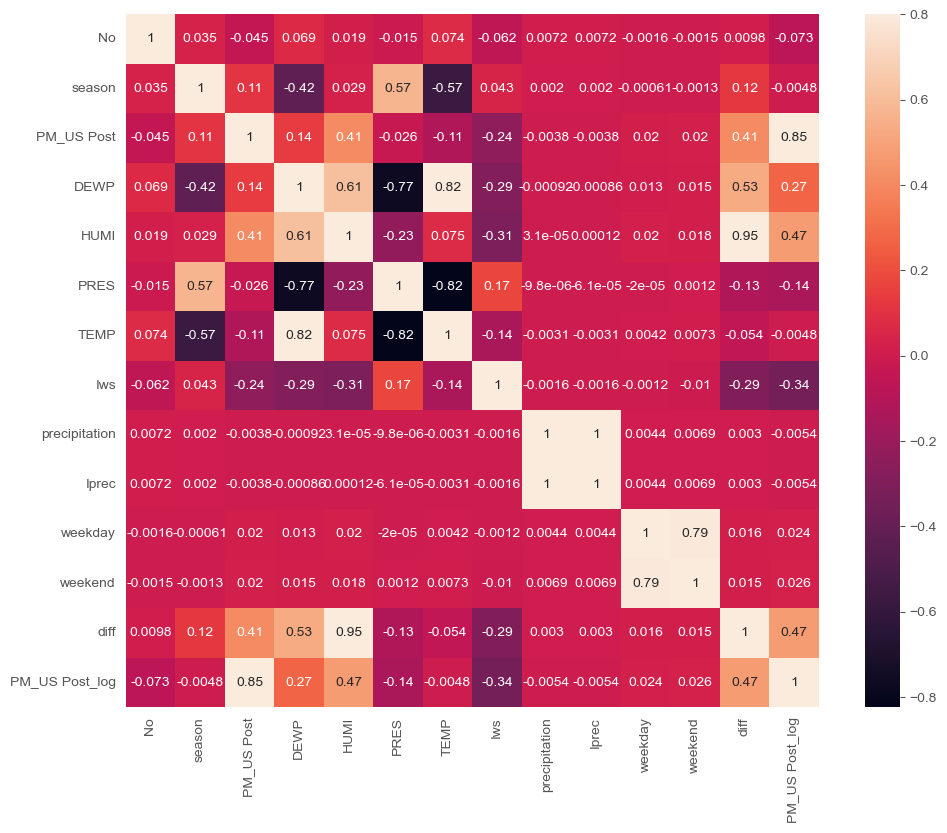 No 1 0.035 -0.045 0.069 0.019 -0.015 0.074 -0.062 0.0072 0.0072 -0.0016 -0.0015 0.0098 -0.073
season 0.035 1 0.11 -0.42 0.029 0.57 -0.57 0.043 0.002 0.002 -0.00061 -0.0013 0.12 -0.0048
PM_US Post -0.045 0.11 1 0.14 0.41 -0.026 -0.11 -0.24 -0.0038 -0.0038 0.02 0.02 0.41 0.85
DEWP 0.069 -0.42 0.14 1 0.61 -0.77 0.82 -0.29 -0.00092 -0.00086 0.013 0.015 0.53 0.27
HUMI 0.019 0.029 0.41 0.61 1 -0.23 0.075 -0.31 3.1e-05 0.00012 0.02 0.018 0.95 0.47
PRES -0.015 0.57 -0.026 -0.77 -0.23 1 -0.82 0.17 -9.8e-06 -6.1e-05 -2e-05 0.0012 -0.13 -0.14
TEMP 0.074 -0.57 -0.11 0.82 0.075 -0.82 1 -0.14 -0.0031 -0.0031 0.0042 0.0073 -0.054 -0.0048
Iws -0.062 0.043 -0.24 -0.29 -0.31 0.17 -0.14 1 -0.0016 -0.0016 -0.0012 -0.01 -0.29 -0.34
precipitation 0.0072 0.002 -0.0038 -0.00092 3.1e-05 -9.8e-06 -0.0031 -0.0016 1 1 0.0044 0.0069 0.003 -0.0054
Iprec 0.0072 0.002 -0.0038 -0.00086 0.00012 -6.1e-05 -0.0031 -0.0016 1 1 0.0044 0.0069 0.003 -0.0054
weekday -0.0016 -0.00061 0.02 0.013 0.02 -2e-05 0.0042 -0.0012 0.0044 0.0044 1 0.79 0.016 0.024
weekend -0.0015 -0.0013 0.02 0.015 0.018 0.0012 0.0073 -0.01 0.0069 0.0069 0.79 1 0.015 0.026
diff 0.0098 0.12 0.41 0.53 0.95 -0.13 -0.054 -0.29 0.003 0.003 0.016 0.015 1 0.47
PM_US Post_log -0.073 -0.0048 0.85 0.27 0.47 -0.14 -0.0048 -0.34 -0.0054 -0.0054 0.024 0.026 0.47 1
No
season
PM_US Post
DEWP
HUMI
PRES
TEMP
Iws
precipitation
Iprec
weekday
weekend
diff
PM_US Post_log
0.8
0.6
0.4
0.2
0.0
−0.2
−0.4
−0.6
−0.8